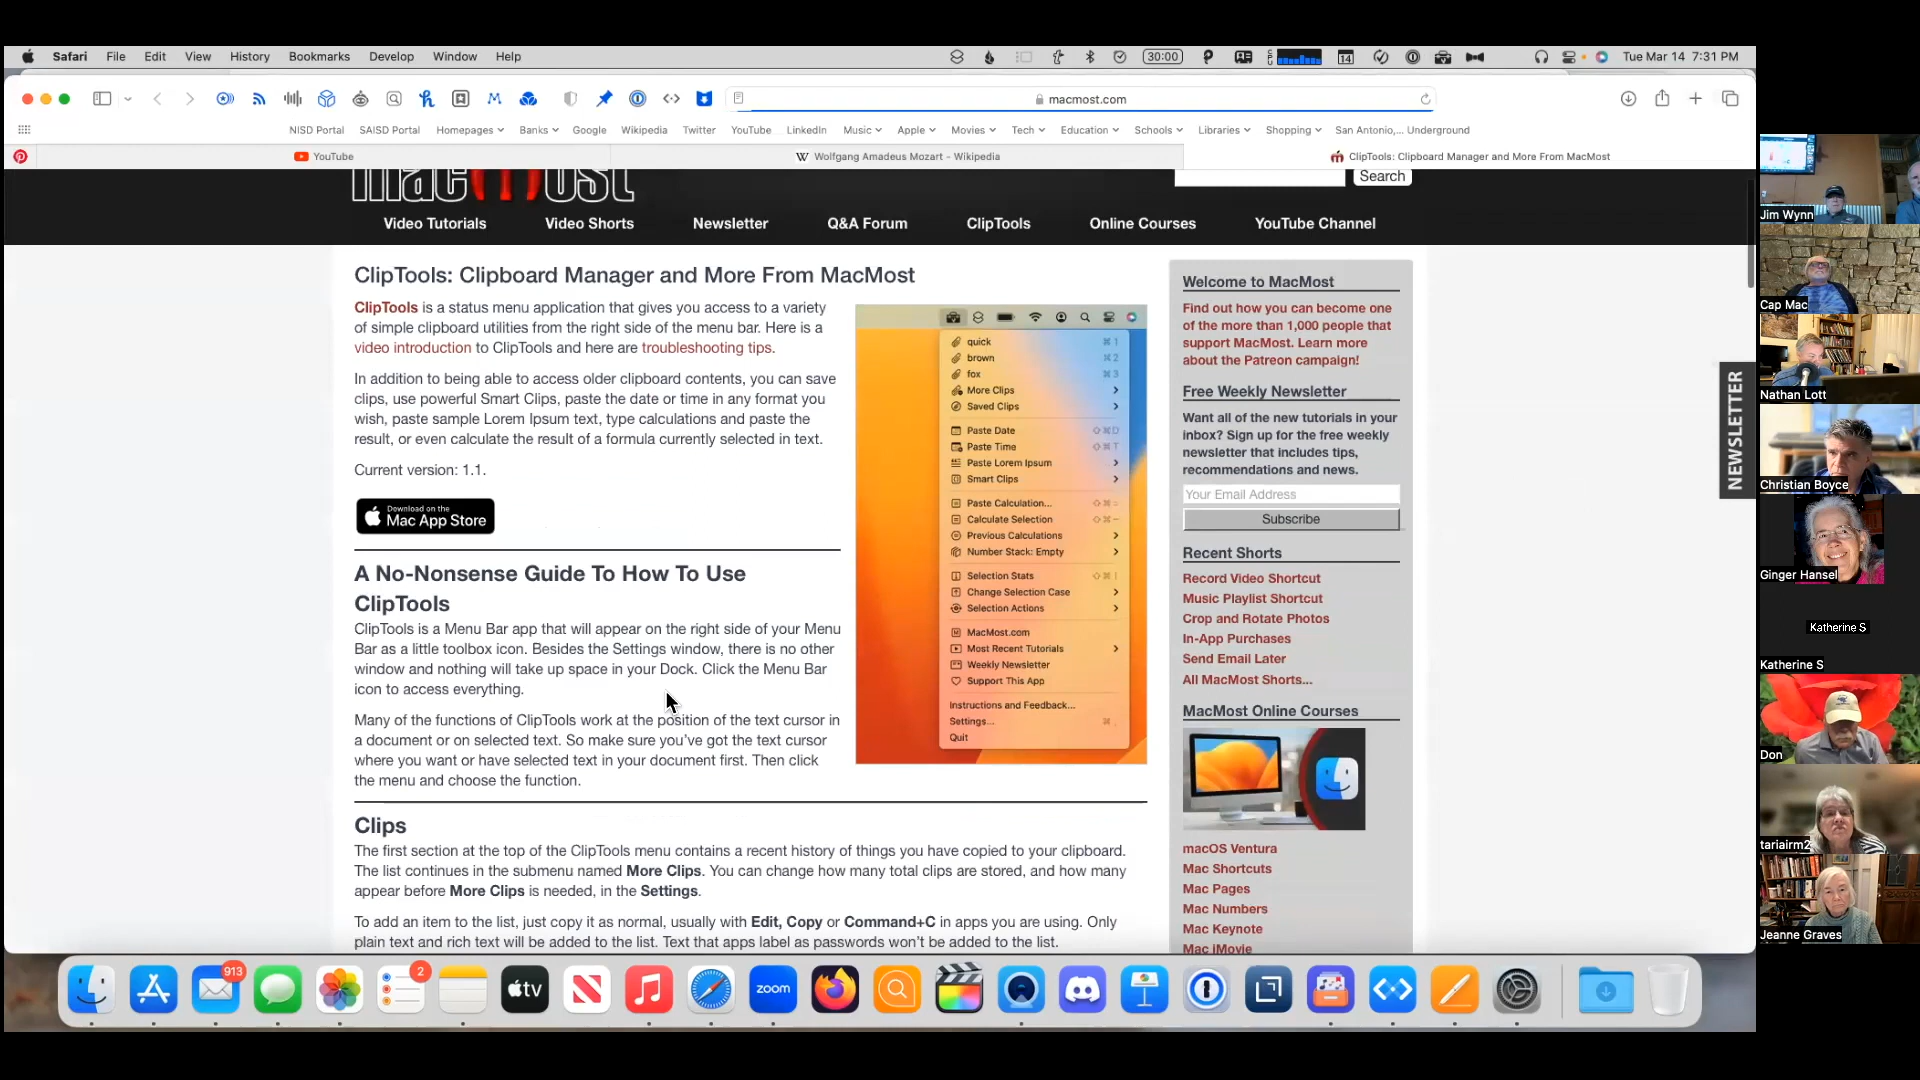 Safari File Edit View History Bookmarks Develop Window Help
30:00
14
Tue Mar 14 7:31 PM
macmost.com
NISD Portal SAISD Portal Homepages Banks Google Wikipedia Twitter YouTube LinkedIn Music Apple Movies Tech Education Schools Libraries Shopping San Antonio,... Underground
YouTube
Wolfgang Amadeus Mozart - Wikipedia
ClipTools: Clipboard Manager and More From MacMost
macmost
Search
Video Tutorials Video Shorts Newsletter Q&A Forum ClipTools Online Courses YouTube Channel
ClipTools: Clipboard Manager and More From MacMost
ClipTools is a status menu application that gives you access to a variety
of simple clipboard utilities from the right side of the menu bar. Here is a
video introduction to ClipTools and here are troubleshooting tips.
In addition to being able to access older clipboard contents, you can save
clips, use powerful Smart Clips, paste the date or time in any format you
wish, paste sample Lorem Ipsum text, type calculations and paste the
result, or even calculate the result of a formula currently selected in text.
Current version: 1.1.
Download on the
Mac App Store
A No-Nonsense Guide To How To Use
ClipTools
ClipTools is a Menu Bar app that will appear on the right side of your Menu
Bar as a little toolbox icon. Besides the Settings window, there is no other
window and nothing will take up space in your Dock. Click the Menu Bar
icon to access everything.
Many of the functions of ClipTools work at the position of the text cursor in
a document or on selected text. So make sure you've got the text cursor
where you want or have selected text in your document first. Then click
the menu and choose the function.
quick ⌘1
brown ⌘2
fox ⌘3
More Clips
Saved Clips
Paste Date ⇧⌘D
Paste Time ⇧⌘T
Paste Lorem Ipsum
Smart Clips
Paste Calculation... ⇧⌘=
Calculate Selection ⇧⌘−
Previous Calculations
Number Stack: Empty
Selection Stats
Change Selection Case
Selection Actions
MacMost.com
Most Recent Tutorials
Weekly Newsletter
Support This App
Instructions and Feedback...
Settings...
Quit
Clips
The first section at the top of the ClipTools menu contains a recent history of things you have copied to your clipboard.
The list continues in the submenu named More Clips. You can change how many total clips are stored, and how many
appear before More Clips is needed, in the Settings.
To add an item to the list, just copy it as normal, usually with Edit, Copy or Command+C in apps you are using. Only
plain text and rich text will be added to the list. Text that apps label as passwords won't be added to the list.
Welcome to MacMost
Find out how you can become one
of the more than 1,000 people that
support MacMost. Learn more
about the Patreon campaign!
Free Weekly Newsletter
Want all of the new tutorials in your
inbox? Sign up for the free weekly
newsletter that includes tips,
recommendations and news.
Your Email Address
Subscribe
Recent Shorts
Record Video Shortcut
Music Playlist Shortcut
Crop and Rotate Photos
In-App Purchases
Send Email Later
All MacMost Shorts...
MacMost Online Courses
macOS Ventura
Mac Shortcuts
Mac Pages
Mac Numbers
Mac Keynote
Mac iMovie
NEWSLETTER
Jim Wynn
Cap Mac
Nathan Lott
Christian Boyce
Ginger Hansel
Katherine S
Katherine S
Don
tariairm2
Jeanne Graves
913
2
tv
zoom